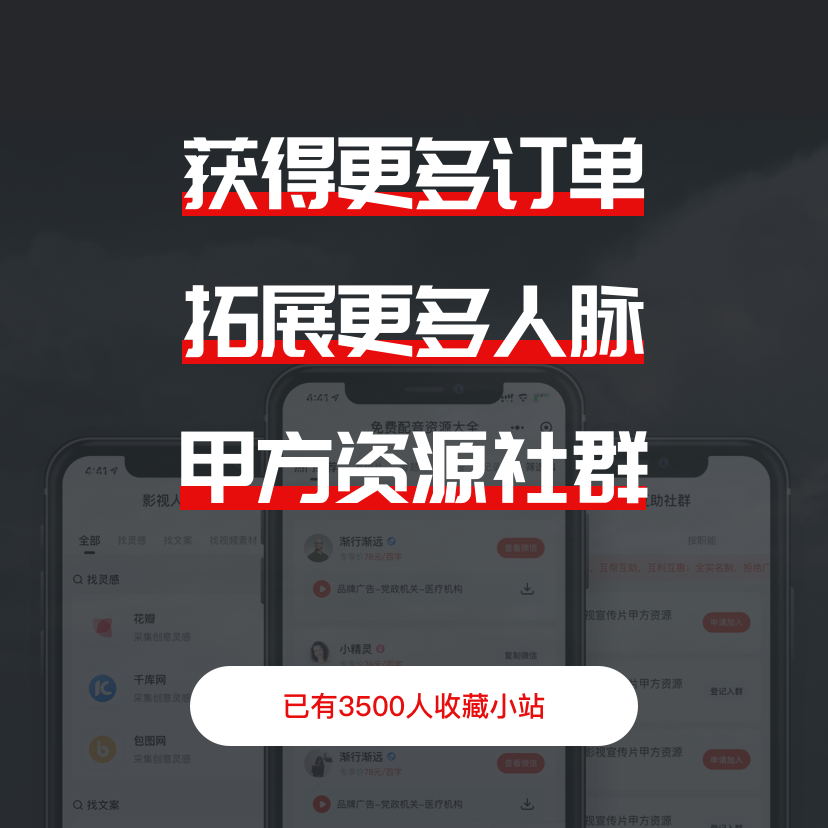 获得更多订单
拓展更多人脉
甲方资源社群
已有3500人收藏小站
4:41
免费配音资源大全
渐行渐远
专享价78元/百字
查看微信
品牌广告-党政机关-医疗机构
小精灵
复制微信
渐行渐远
专享价78元/百字
查看微信
品牌广告-党政机关-医疗机构
4:41
影视人
全部 找灵感 找文案 找视频素材
找灵感
花瓣
采集创意灵感
千库网
采集创意灵感
包图网
采集创意灵感
找文案
互助社群
按职能
互帮互助、互利互惠、全实名制、拒绝广
视宣传片甲方资源
申请加入
片甲方资源
登记入群
影视宣传片甲方资源
申请加入
视宣传片甲方资源